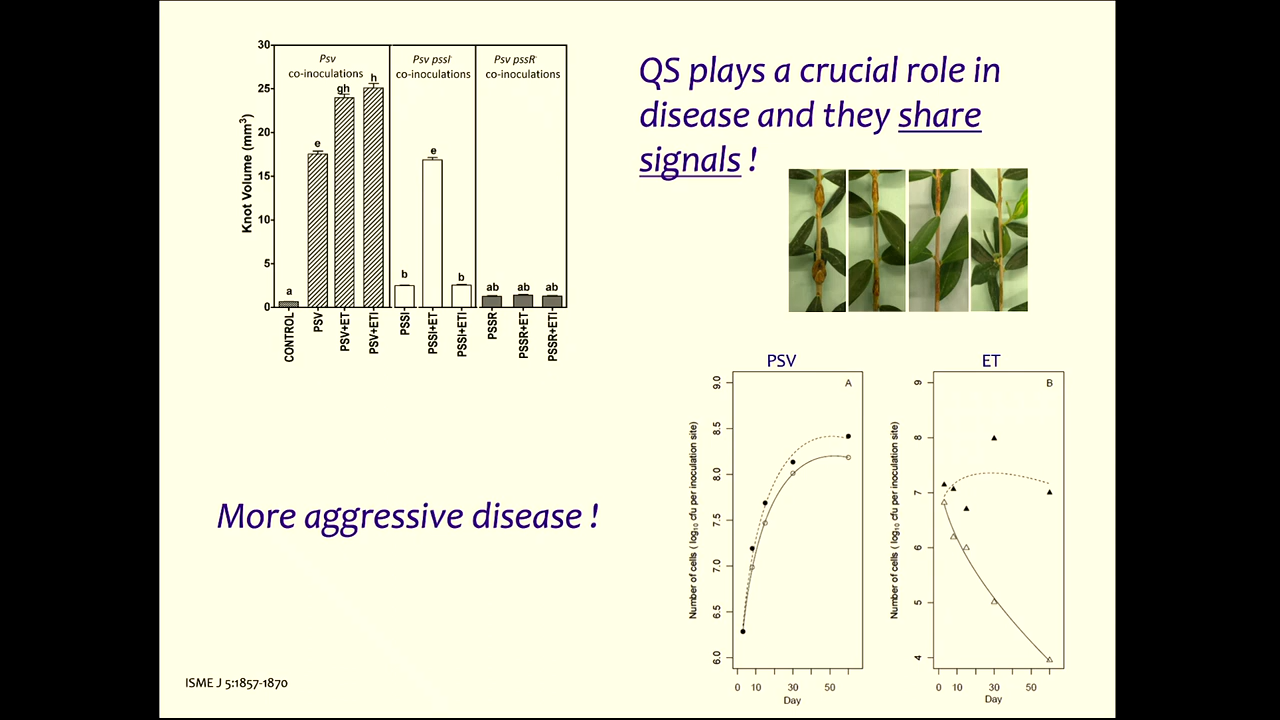 QS plays a crucial role in
disease and they share
signals !
30
25
20
15
10
5
0
Knot Volume (mm3)
Psv
co-inoculations
Psv pssI-
co-inoculations
Psv pssR-
co-inoculations
a
e
gh
h
b
e
b
ab
ab
ab
CONTROL
PSV
PSV+ET
PSV+ETI
PSSI
PSSI+ET
PSSI+ETI
PSSR
PSSR+ET
PSSR+ETI
More aggressive disease !
PSV
A
Number of cells ( log10 cfu per inoculation site)
9.0
8.5
8.0
7.5
7.0
6.5
6.0
0 10 30 50
Day
ET
B
Number of cells ( log10 cfu per inoculation site)
9
8
7
6
5
4
0 10 30 50
Day
ISME J 5:1857-1870